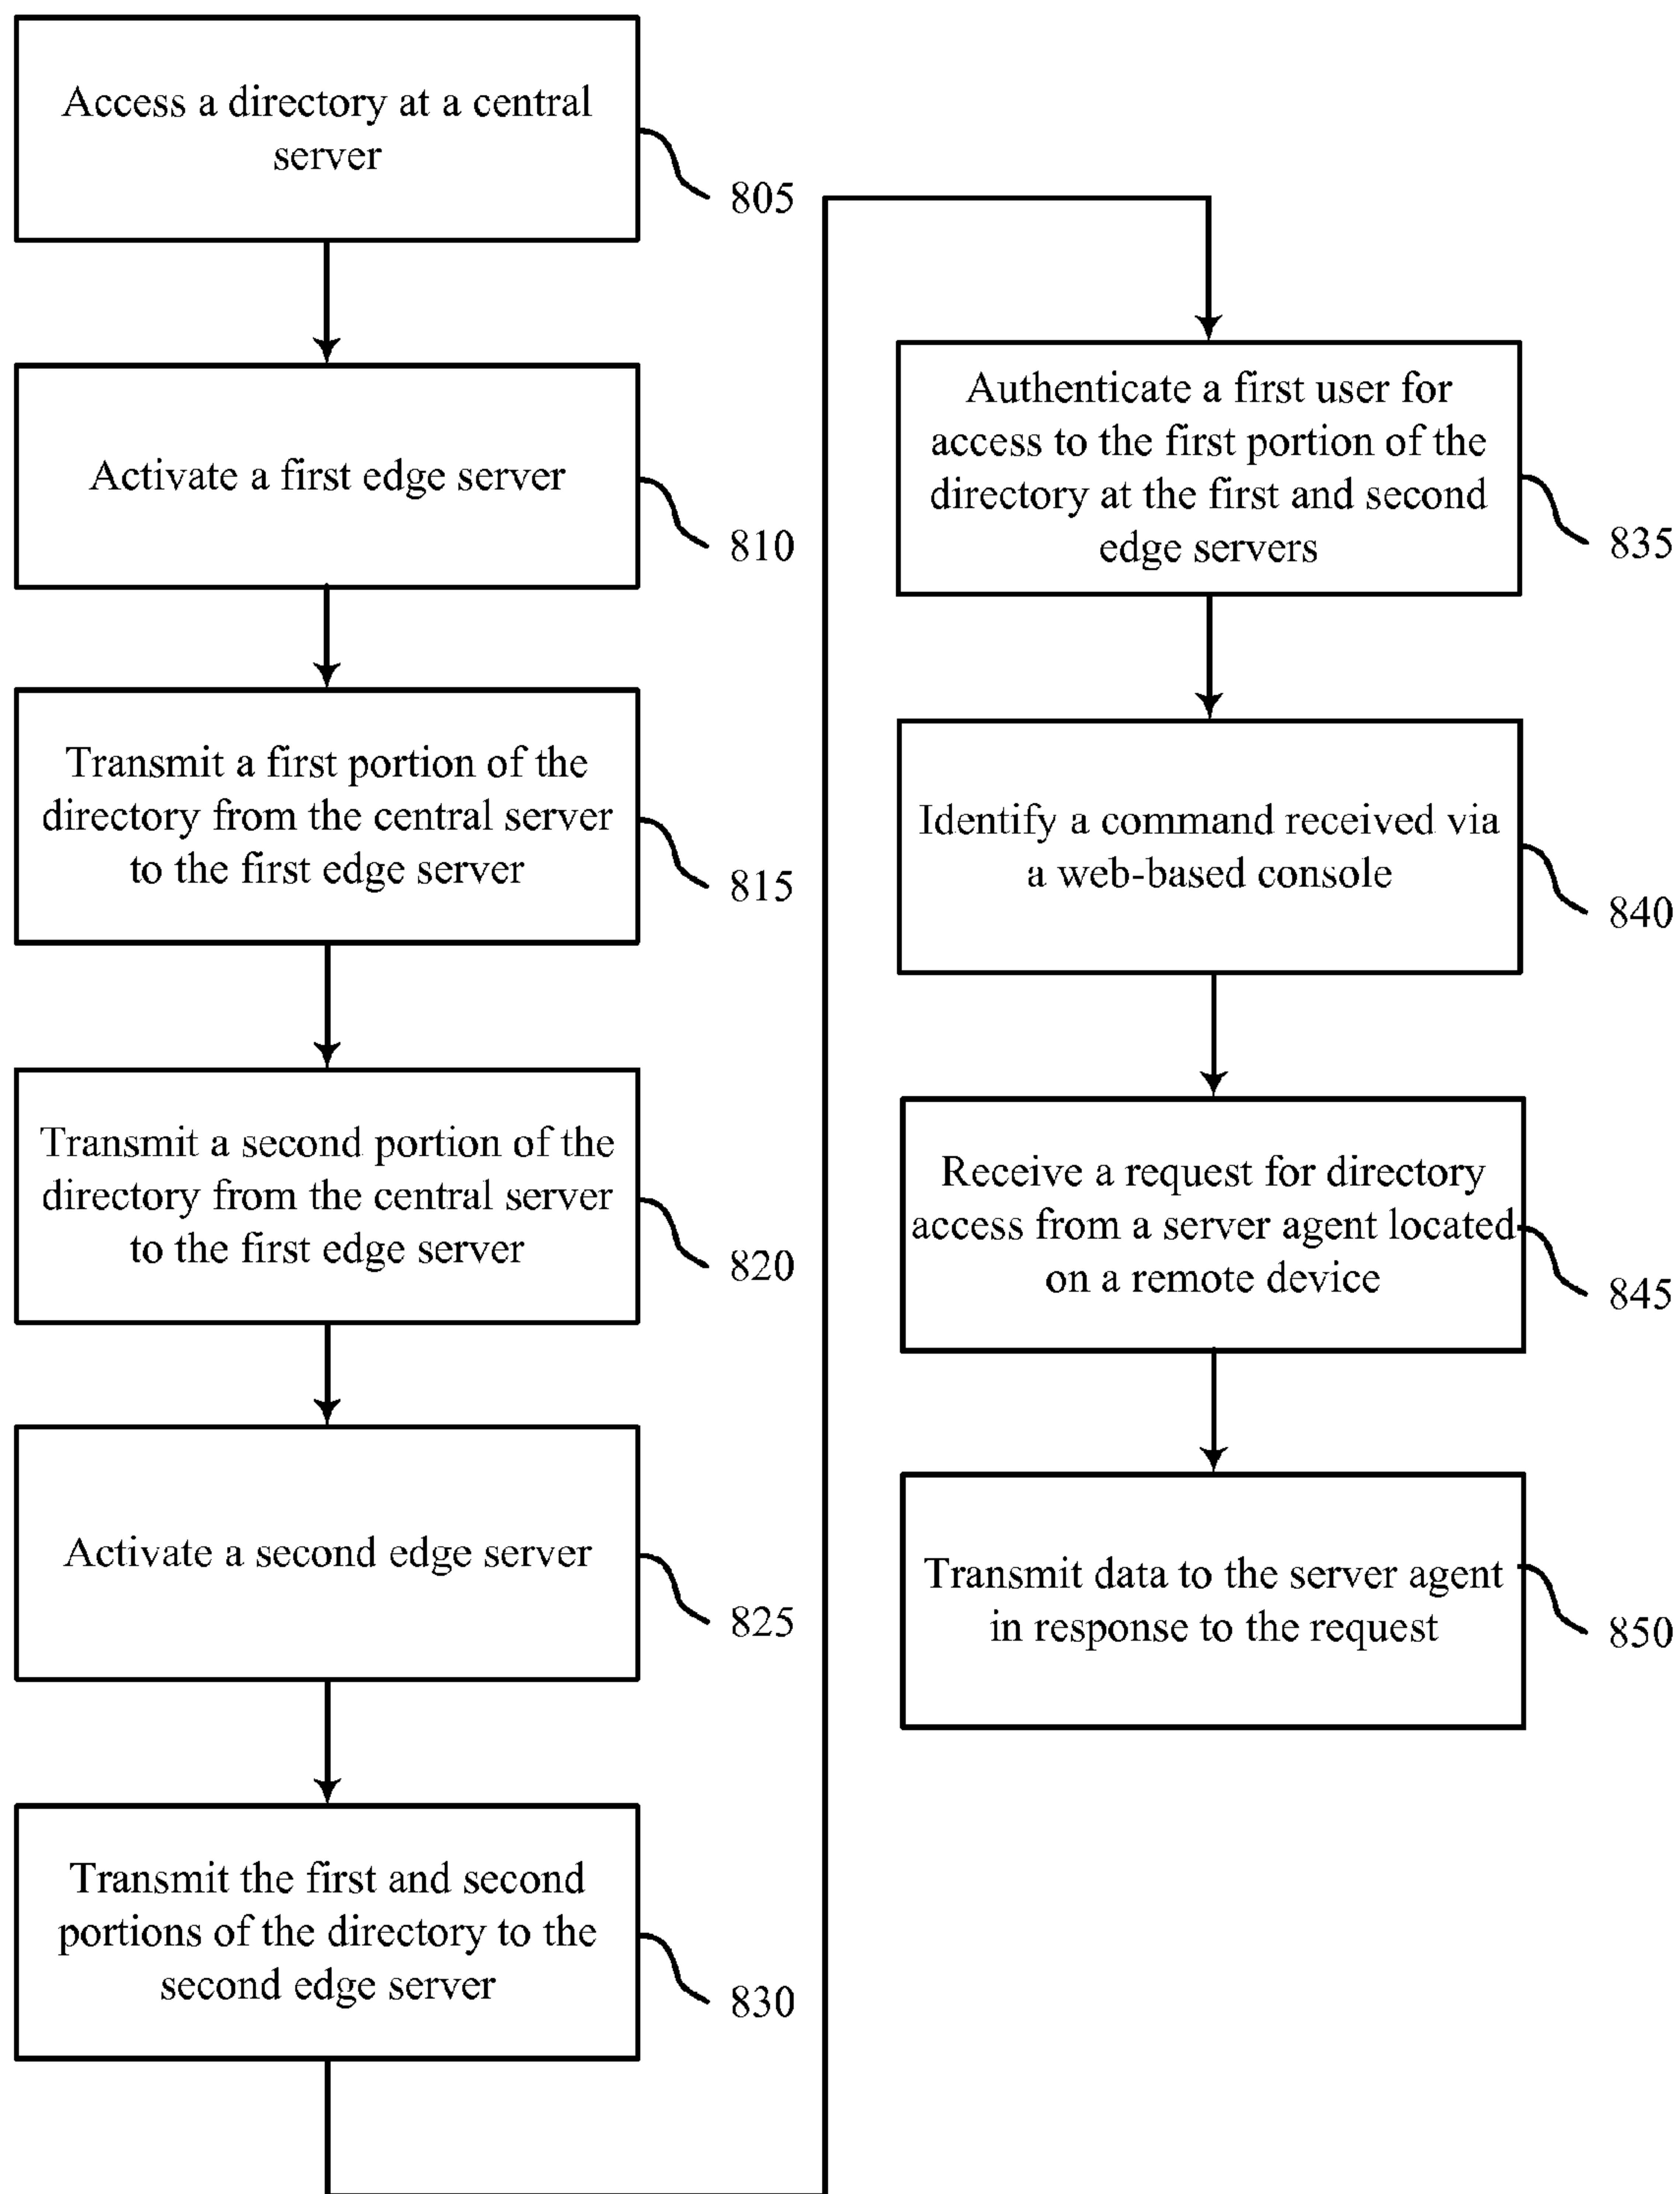 Access a directory at a central
server
805
Activate a first edge server
810
Transmit a first portion of the
directory from the central server
to the first edge server
815
Transmit a second portion of the
directory from the central server
to the first edge server
820
Activate a second edge server
825
Transmit the first and second
portions of the directory to the
second edge server
830
Authenticate a first user for
access to the first portion of the
directory at the first and second
edge servers
835
Identify a command received via
a web-based console
840
Receive a request for directory
access from a server agent located
on a remote device
845
Transmit data to the server agent
in response to the request
850